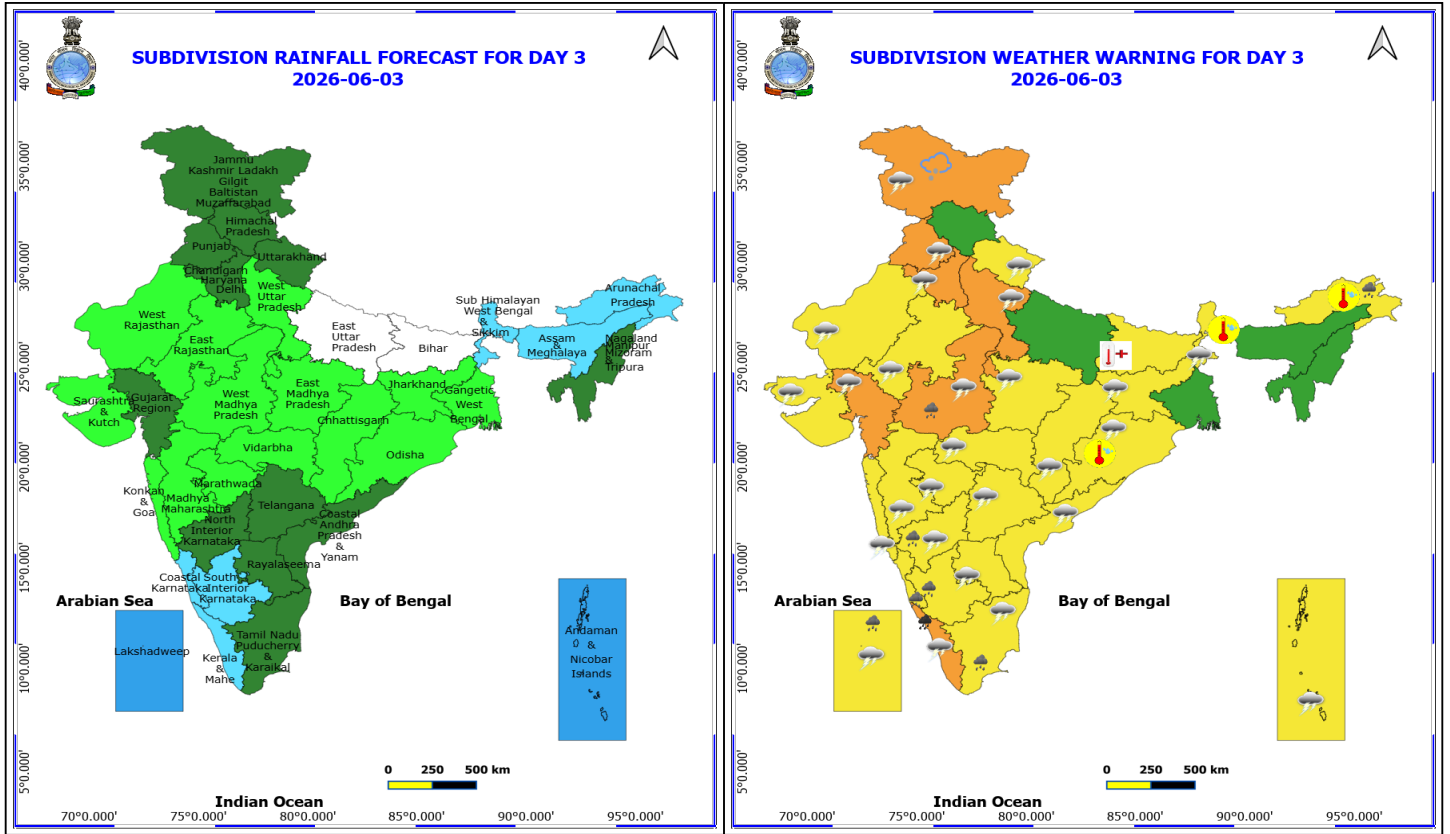 SUBDIVISION RAINFALL FORECAST FOR DAY 3
2026-06-03
40°0.000'
35°0.000'
30°0.000'
25°0.000'
20°0.000'
15°0.000'
10°0.000'
5°0.000'
Jammu
Kashmir Ladakh
Gilgit
Baltistan
Muzaffarabad
Himachal
Pradesh
Punjab
Uttarakhand
Chandigarh
Haryana
Delhi
West
Uttar
Pradesh
West
Rajasthan
East
Rajasthan
East
Uttar
Pradesh
Bihar
Sub Himalayan
West Bengal
&
Sikkim
Arunachal
Pradesh
Assam
&
Meghalaya
Nagaland
Manipur
Mizoram
&
Tripura
Saurashtra
&
Kutch
Gujarat
Region
West
Madhya
Pradesh
East
Madhya
Pradesh
Jharkhand
Gangetic
West
Bengal
Chhattisgarh
Vidarbha
Odisha
Konkan
&
Goa
Madhya
Maharashtra
Marathwada
Telangana
North
Interior
Karnataka
Coastal
Andhra
Pradesh
&
Yanam
Rayalaseema
Coastal
Karnataka
South
Interior
Karnataka
Arabian Sea
Bay of Bengal
Lakshadweep
Kerala
&
Mahe
Tamil Nadu
Puducherry
&
Karaikal
Andaman
&
Nicobar
Islands
0 250 500 km
Indian Ocean
70°0.000' 75°0.000' 80°0.000' 85°0.000' 90°0.000' 95°0.000'
SUBDIVISION WEATHER WARNING FOR DAY 3
2026-06-03
40°0.000'
35°0.000'
30°0.000'
25°0.000'
20°0.000'
15°0.000'
10°0.000'
5°0.000'
Arabian Sea
Bay of Bengal
0 250 500 km
Indian Ocean
70°0.000' 75°0.000' 80°0.000' 85°0.000' 90°0.000' 95°0.000'